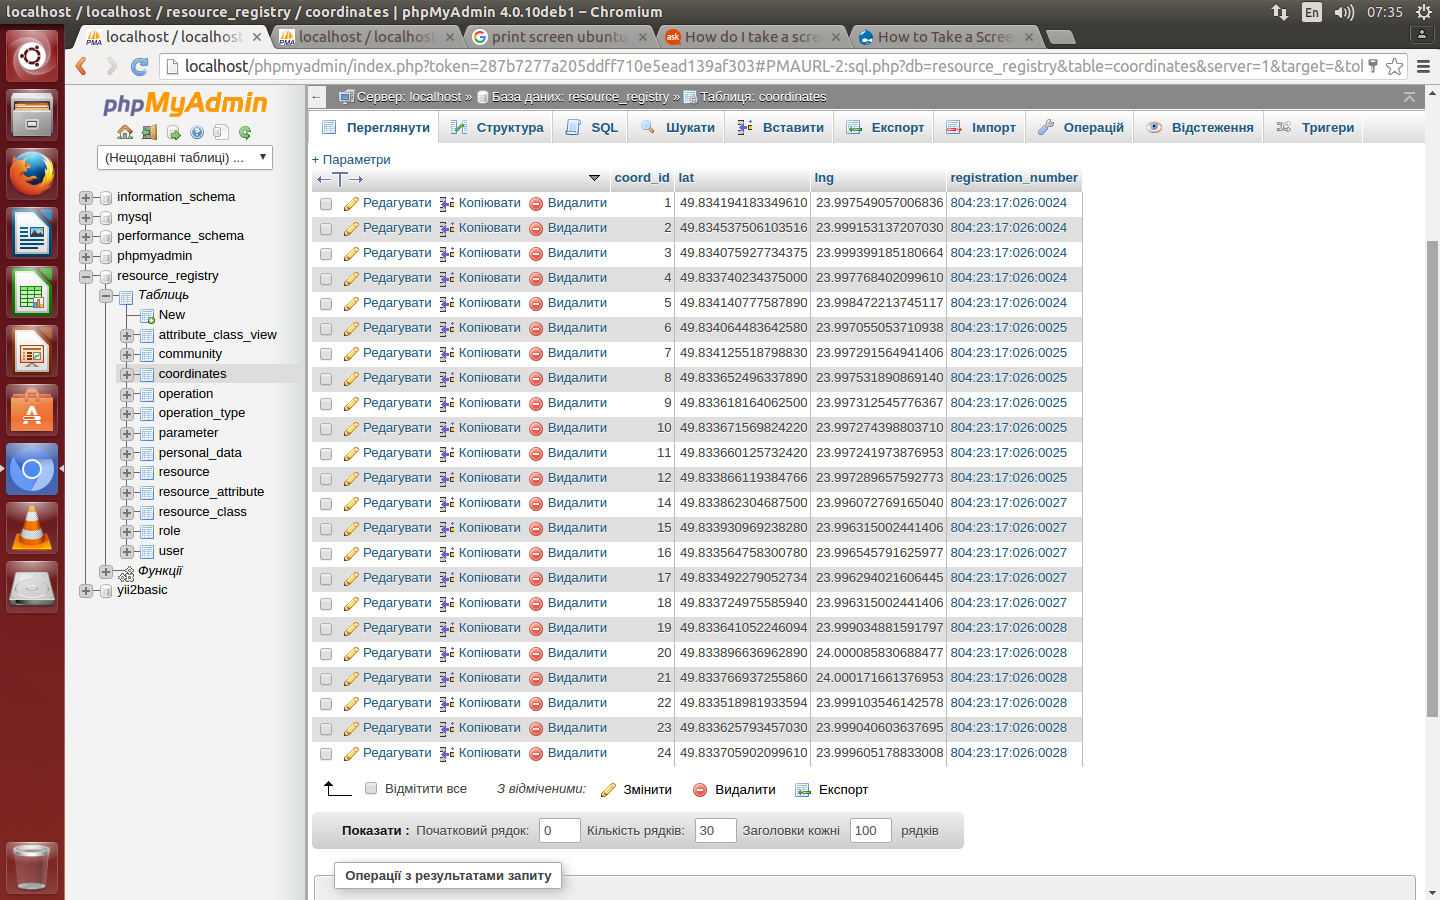 localhost / localhost / resource_registry / coordinates | phpMyAdmin 4.0.10deb1 – Chromium
En
07:35
localhost / localhost
localhost / localhost
print screen ubuntu
How do I take a scre
How to Take a Scree
localhost/phpmyadmin/index.php?token=287b7277a205ddff710e5ead139af303#PMAURL-2:sql.php?db=resource_registry&table=coordinates&server=1&target=&tol
phpMyAdmin
(Нещодавні таблиці) ...
information_schema
mysql
performance_schema
phpmyadmin
resource_registry
Таблиць
New
attribute_class_view
community
coordinates
operation
operation_type
parameter
personal_data
resource
resource_attribute
resource_class
role
user
Функції
yii2basic
Сервер: localhost » База даних: resource_registry » Таблиця: coordinates
Переглянути Структура SQL Шукати Вставити Експорт Імпорт Операцій Відстеження Тригери
+ Параметри
coord_id lat lng registration_number
Редагувати Копіювати Видалити 1 49.834194183349610 23.997549057006836 804:23:17:026:0024
Редагувати Копіювати Видалити 2 49.834537506103516 23.999153137207030 804:23:17:026:0024
Редагувати Копіювати Видалити 3 49.834075927734375 23.999399185180664 804:23:17:026:0024
Редагувати Копіювати Видалити 4 49.833740234375000 23.997768402099610 804:23:17:026:0024
Редагувати Копіювати Видалити 5 49.834140777587890 23.998472213745117 804:23:17:026:0024
Редагувати Копіювати Видалити 6 49.834064483642580 23.997055053710938 804:23:17:026:0025
Редагувати Копіювати Видалити 7 49.834125518798830 23.997291564941406 804:23:17:026:0025
Редагувати Копіювати Видалити 8 49.833652496337890 23.997531890869140 804:23:17:026:0025
Редагувати Копіювати Видалити 9 49.833618164062500 23.997312545776367 804:23:17:026:0025
Редагувати Копіювати Видалити 10 49.833671569824220 23.997274398803710 804:23:17:026:0025
Редагувати Копіювати Видалити 11 49.833660125732420 23.997241973876953 804:23:17:026:0025
Редагувати Копіювати Видалити 12 49.833866119384766 23.997289657592773 804:23:17:026:0025
Редагувати Копіювати Видалити 14 49.833862304687500 23.996072769165040 804:23:17:026:0027
Редагувати Копіювати Видалити 15 49.833930969238280 23.996315002441406 804:23:17:026:0027
Редагувати Копіювати Видалити 16 49.833564758300780 23.996545791625977 804:23:17:026:0027
Редагувати Копіювати Видалити 17 49.833492279052734 23.996294021606445 804:23:17:026:0027
Редагувати Копіювати Видалити 18 49.833724975585940 23.996315002441406 804:23:17:026:0027
Редагувати Копіювати Видалити 19 49.833641052246094 23.999034881591797 804:23:17:026:0028
Редагувати Копіювати Видалити 20 49.833896636962890 24.000085830688477 804:23:17:026:0028
Редагувати Копіювати Видалити 21 49.833766937255860 24.000171661376953 804:23:17:026:0028
Редагувати Копіювати Видалити 22 49.833518981933594 23.999103546142578 804:23:17:026:0028
Редагувати Копіювати Видалити 23 49.833625793457030 23.999040603637695 804:23:17:026:0028
Редагувати Копіювати Видалити 24 49.833705902099610 23.999605178833008 804:23:17:026:0028
Відмітити все З відміченими: Змінити Видалити Експорт
Показати : Початковий рядок: 0 Кількість рядків: 30 Заголовки кожні 100 рядків
Операції з результатами запиту